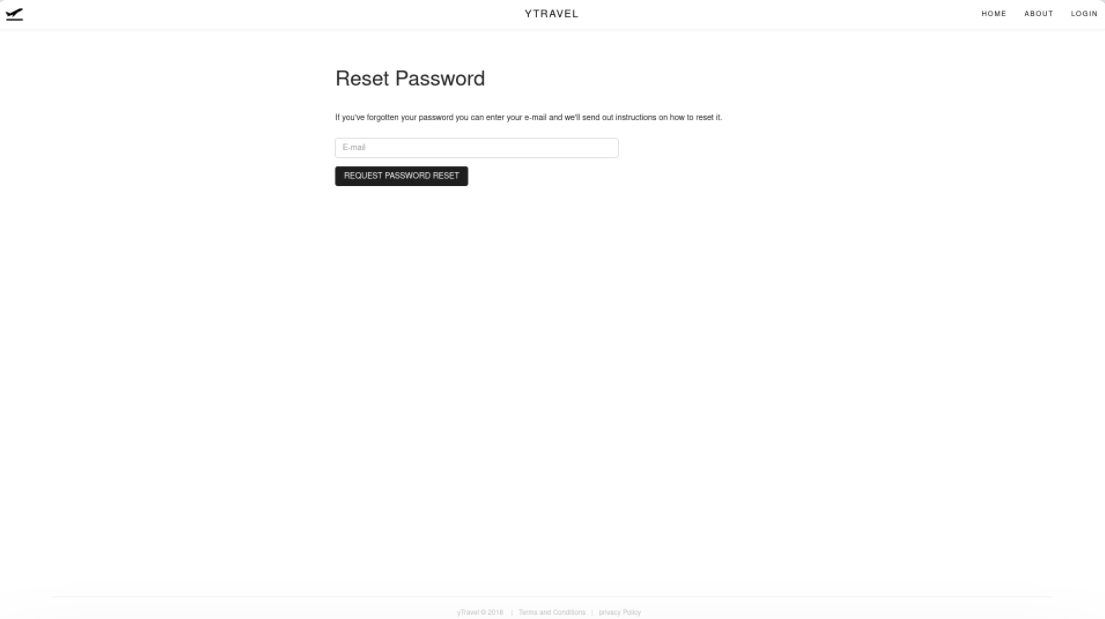 YTRAVEL
HOME ABOUT LOGIN
Reset Password
If you've forgotten your password you can enter your e-mail and we'll send out instructions on how to reset it.
E-mail
REQUEST PASSWORD RESET
yTravel © 2016 | Terms and Conditions | privacy Policy